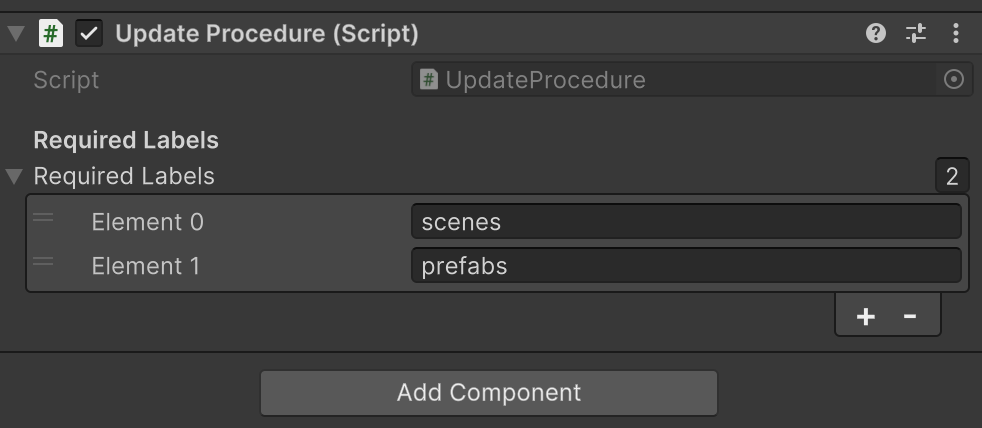 # Update Procedure (Script)
Script # UpdateProcedure
Required Labels
Required Labels 2
Element 0 scenes
Element 1 prefabs
+ -
Add Component